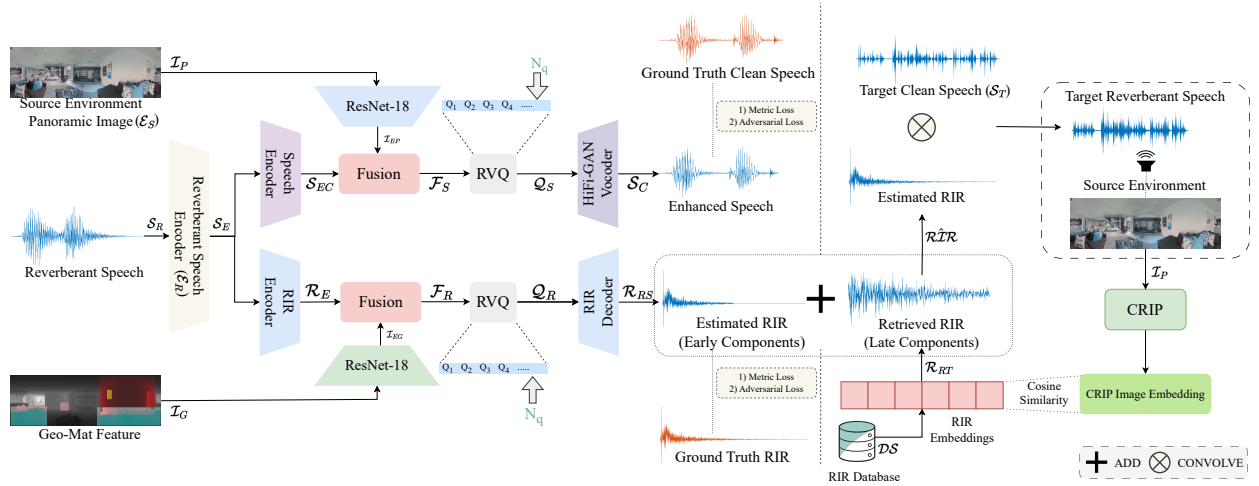 Source Environment
Panoramic Image(𝓔_S)
𝓘_P
ResNet-18
𝓘_EP
N_q
Q₁ Q₂ Q₃ Q₄ .....
Speech
Encoder
𝓢_EC
Fusion
𝓕_S
RVQ
𝓠_S
HiFi-GAN
Vocoder
𝓢_C
Ground Truth Clean Speech
1) Metric Loss
2) Adversarial Loss
Enhanced Speech
𝓢_R
Reverberant Speech
Reverberant Speech
Encoder (𝓔_R)
𝓢_E
RIR
Encoder
𝓡_E
Fusion
𝓕_R
RVQ
𝓠_R
RIR
Decoder
𝓡_RS
𝓘_EG
ResNet-18
Q₁ Q₂ Q₃ Q₄ .....
N_q
𝓘_G
Geo-Mat Feature
Estimated RIR
(Early Components)
1) Metric Loss
2) Adversarial Loss
Ground Truth RIR
Target Clean Speech (𝓢_T)
Estimated RIR
𝓡𝓘̂𝓡
Retrieved RIR
(Late Components)
𝓡_RT
RIR
Embeddings
𝓓𝓢
RIR Database
Cosine
Similarity
Target Reverberant Speech
Source Environment
𝓘_P
CRIP
CRIP Image Embedding
ADD
CONVOLVE